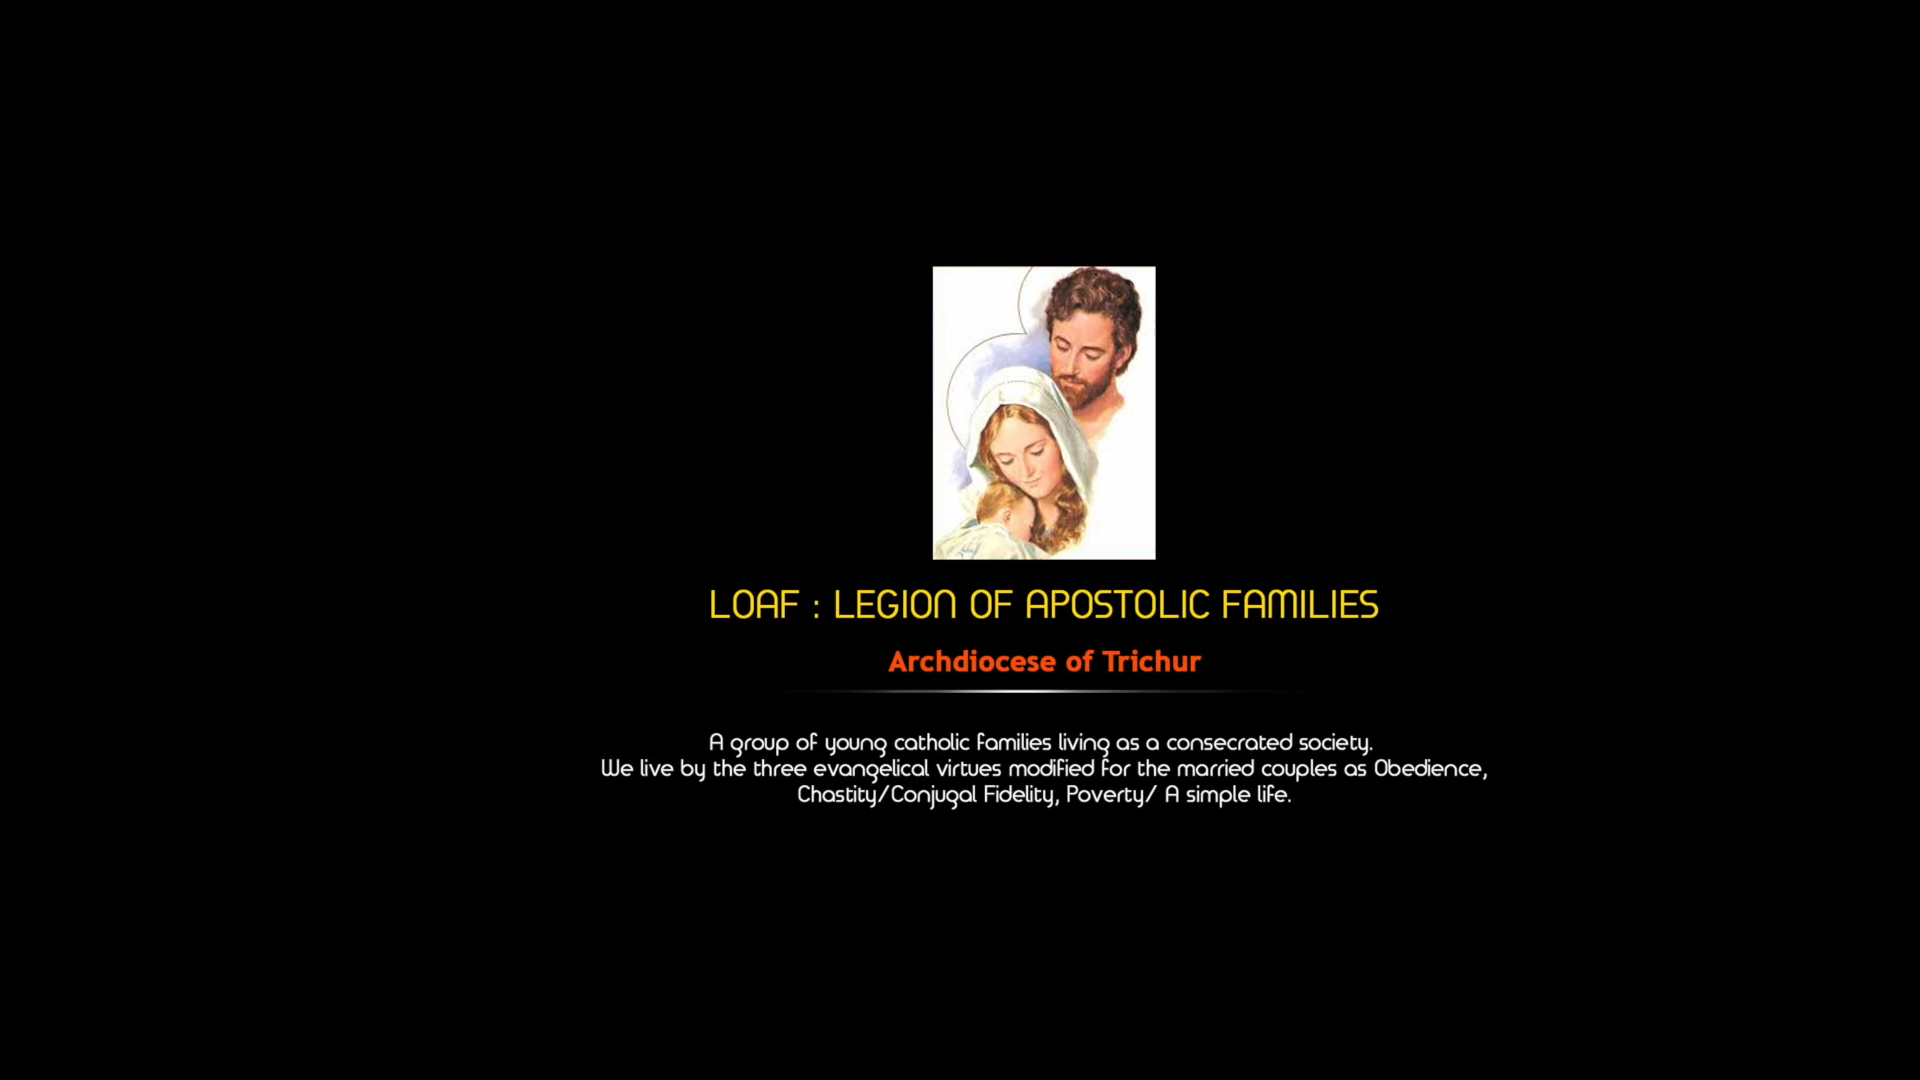 LOAF : LEGION OF APOSTOLIC FAMILIES
Archdiocese of Trichur
A group of young catholic families living as a consecrated society.
We live by the three evangelical virtues modified for the married couples as Obedience,
Chastity/Conjugal Fidelity, Poverty/ A simple life.